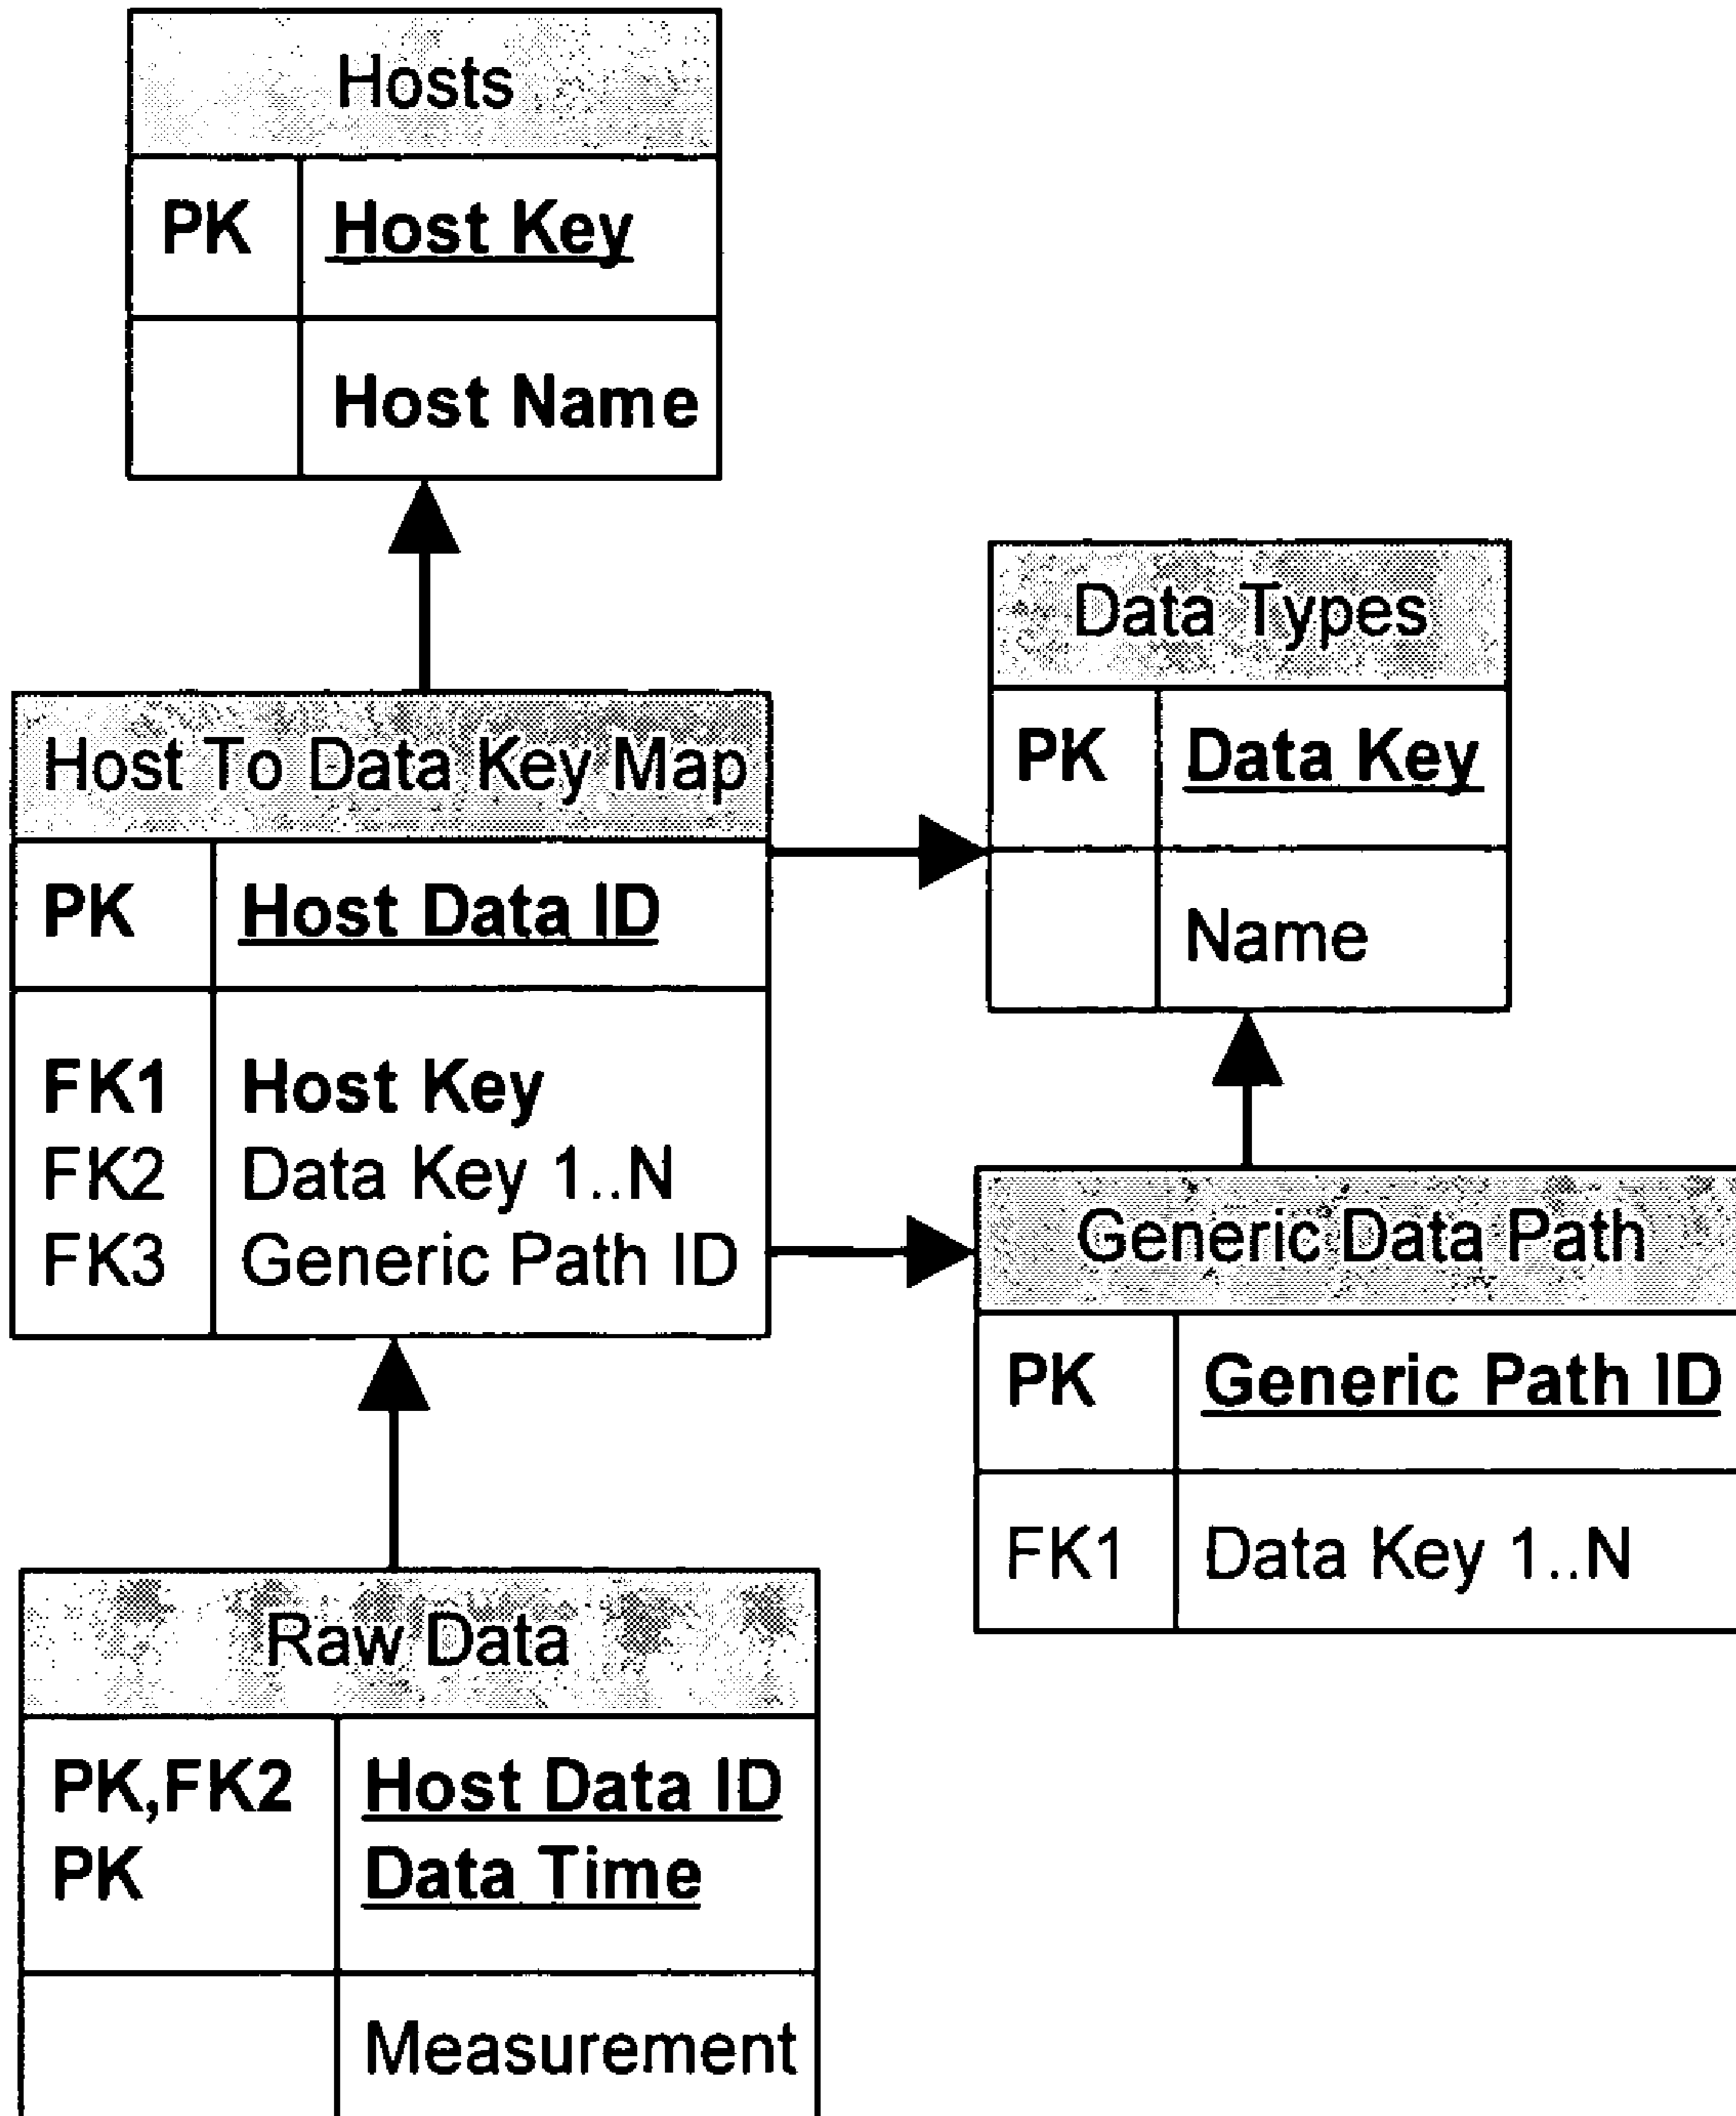 Hosts
PK Host Key
Host Name
Data Types
PK Data Key
Name
Host To Data Key Map
PK Host Data ID
FK1 Host Key
FK2 Data Key 1..N
FK3 Generic Path ID
Generic Data Path
PK Generic Path ID
FK1 Data Key 1..N
Raw Data
PK,FK2 Host Data ID
PK Data Time
Measurement